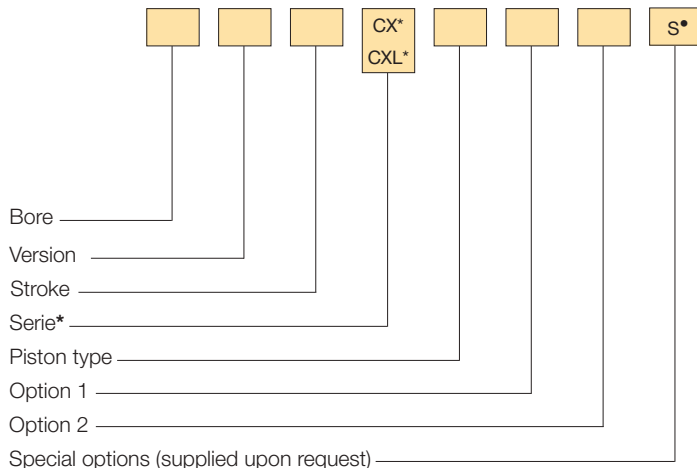 CX*
CXL*
S•
Bore
Version
Stroke
Serie*
Piston type
Option 1
Option 2
Special options (supplied upon request)